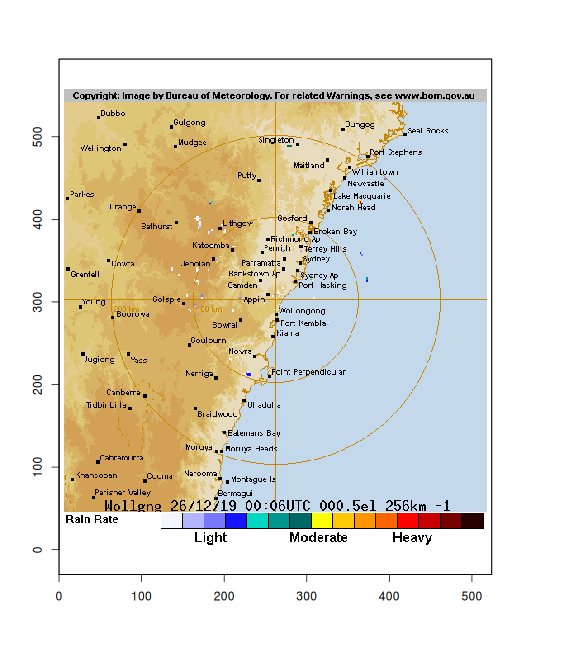 Copyright: Image by Bureau of Meteorology. For related Warnings, see www.bom.gov.au
Dubbo
Gulgong
Dungog
Seal Rocks
Wellington
Mudgee
Singleton
Port Stephens
Maitland
Williamtown
Putty
Newcastle
Parkes
Lake Macquarie
Orange
Norah Head
Bathurst
Lithgow
Gosford
Broken Bay
Katoomba
Richmond Ap
Terrey Hills
Penrith
Cowra
Jenolan
Parramatta
Sydney
Grenfell
Bankstown Ap
Sydney Ap
Camden
Port Hacking
Young
Goulspie
Appin
Boorowa
Wollongong
Bowral
Port Kembla
Kiama
Goulburn
Jugiong
Yass
Nowra
Nerriga
Point Perpendicular
Canberra
Tidbinbilla
Ulladulla
Braidwood
Batemans Bay
Moruya
Moruya Heads
Cabramurra
Khancoban
Cooma
Narooma
Montague Is
Perisher Valley
Bermagui
Wollgng 26/12/19 00:06UTC 000.5el 256km -1
Rain Rate
Light
Moderate
Heavy
0
100
200
300
400
500
0
100
200
300
400
500